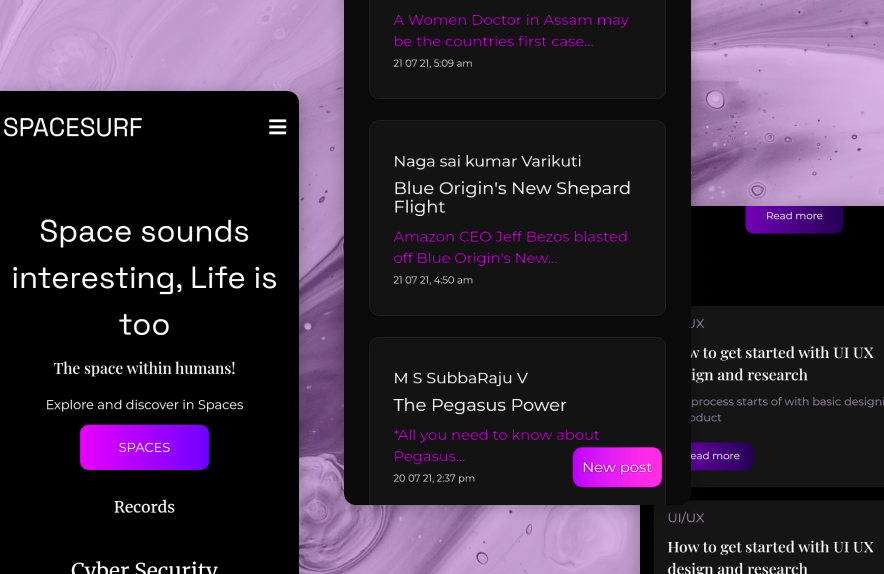 SPACESURF
Space sounds
interesting, Life is
too
The space within humans!
Explore and discover in Spaces
SPACES
Records
Cyber Security
A Women Doctor in Assam may
be the countries first case...
21 07 21, 5:09 am
Naga sai kumar Varikuti
Blue Origin's New Shepard
Flight
Amazon CEO Jeff Bezos blasted
off Blue Origin's New...
21 07 21, 4:50 am
M S SubbaRaju V
The Pegasus Power
"All you need to know about
Pegasus...
20 07 21, 2:37 pm
New post
Read more
to get started with UI UX
and research
process starts of with basic
more
UI/UX
How to get started with UI UX
design and research